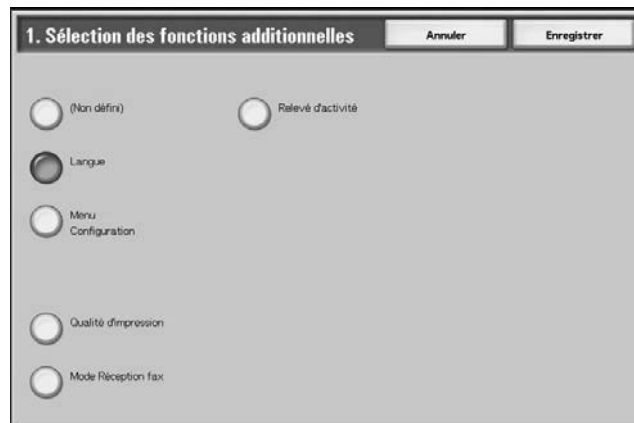 1. Sélection des fonctions additionnelles
Annuler
Enregistrer
(Non défini)
Relevé d'activité
Langue
Menu
Configuration
Qualité d'impression
Mode Réception fax